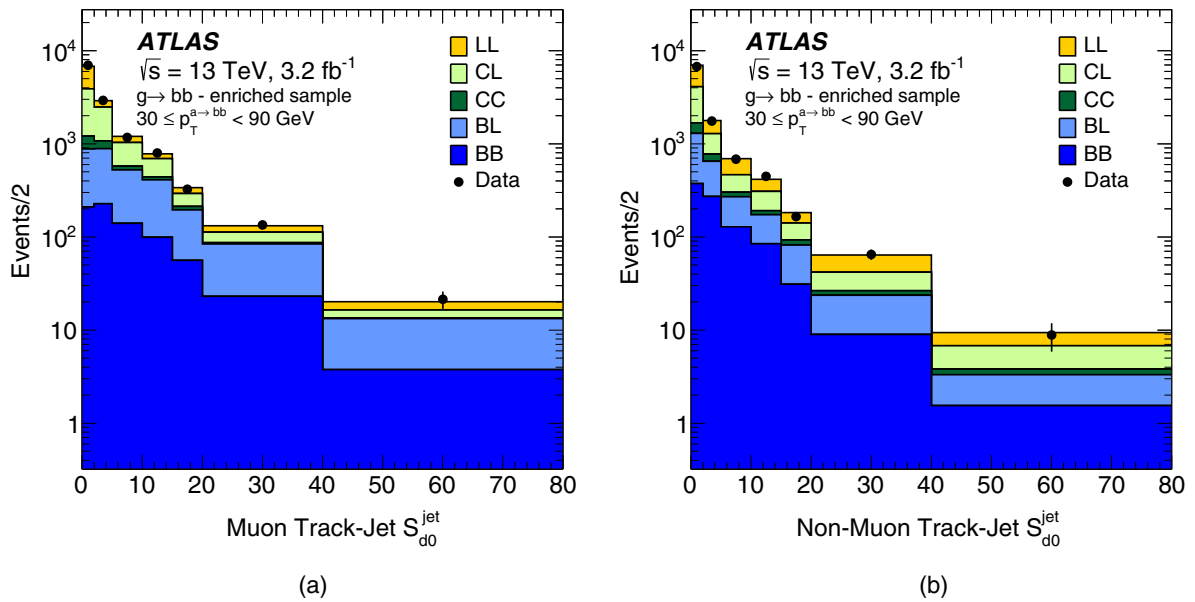 ATLAS
√s = 13 TeV, 3.2 fb⁻¹
g→ bb - enriched sample
30 ≤ p_T^{a→ bb} < 90 GeV
LL
CL
CC
BL
BB
Data
Events/2
10⁴
10³
10²
10
1
0 10 20 30 40 50 60 70 80
Muon Track-Jet S_{d0}^{jet}
(a)
ATLAS
√s = 13 TeV, 3.2 fb⁻¹
g→ bb - enriched sample
30 ≤ p_T^{a→ bb} < 90 GeV
LL
CL
CC
BL
BB
Data
Events/2
10⁴
10³
10²
10
1
0 10 20 30 40 50 60 70 80
Non-Muon Track-Jet S_{d0}^{jet}
(b)